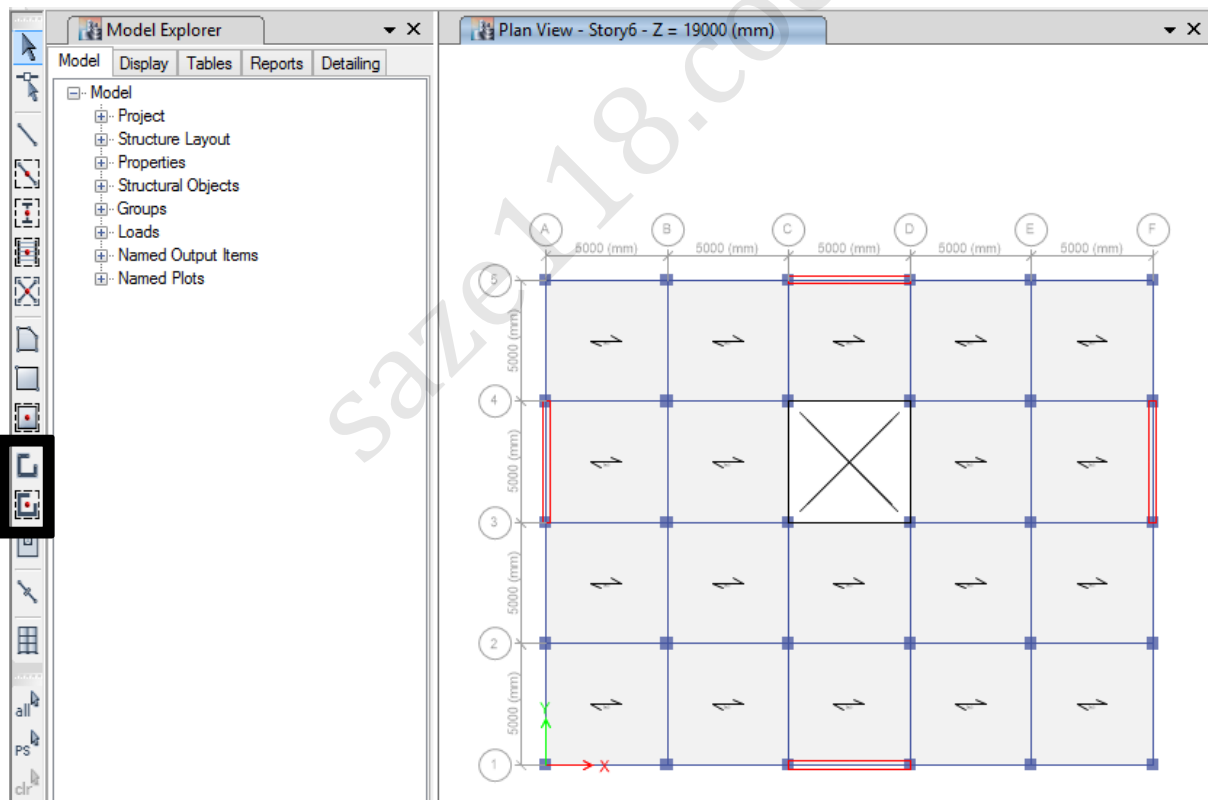 Model Explorer
Plan View - Story6 - Z = 19000 (mm)
Model Display Tables Reports Detailing
Model
Project
Structure Layout
Properties
Structural Objects
Groups
Loads
Named Output Items
Named Plots
A B C D E F
5000 (mm) 5000 (mm) 5000 (mm) 5000 (mm) 5000 (mm)
5
5000 (mm)
4
5000 (mm)
3
5000 (mm)
2
5000 (mm)
1
Y
X
all
PS
clr